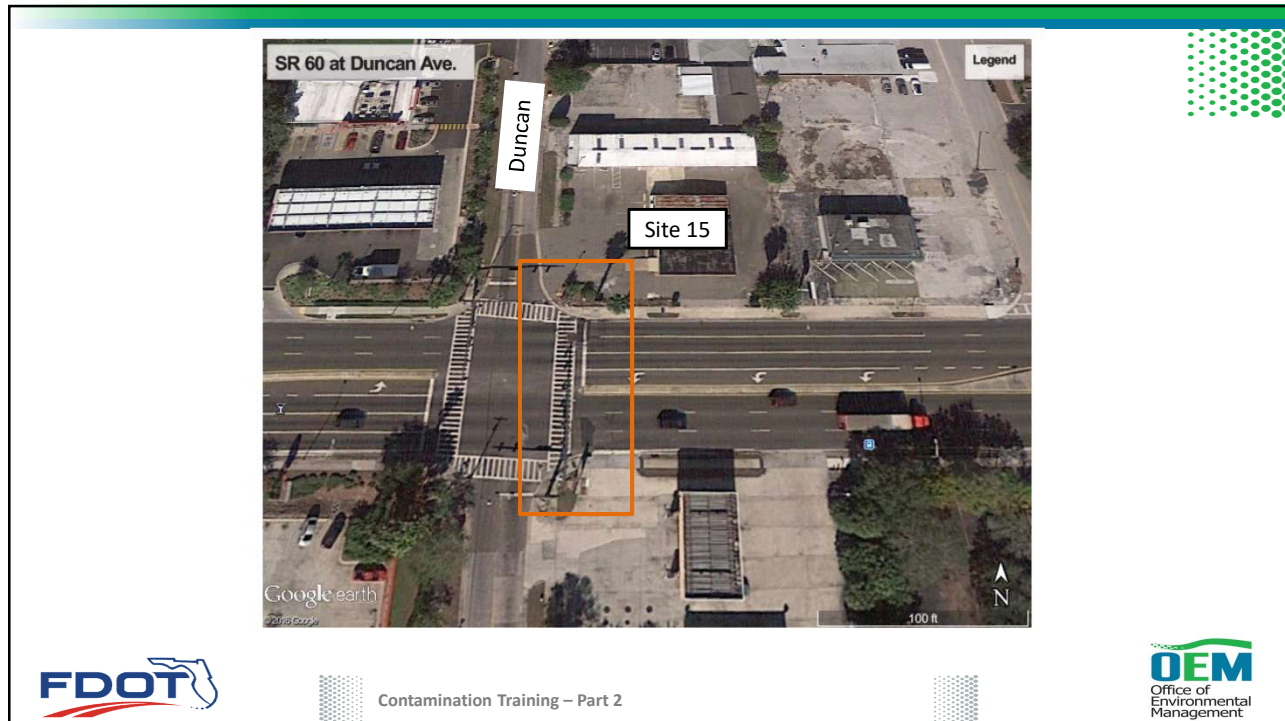 SR 60 at Duncan Ave.
Legend
Duncan
Site 15
N
Google earth
© 2016 Google
100 ft
FDOT
Contamination Training – Part 2
OEM
Office of
Environmental
Management